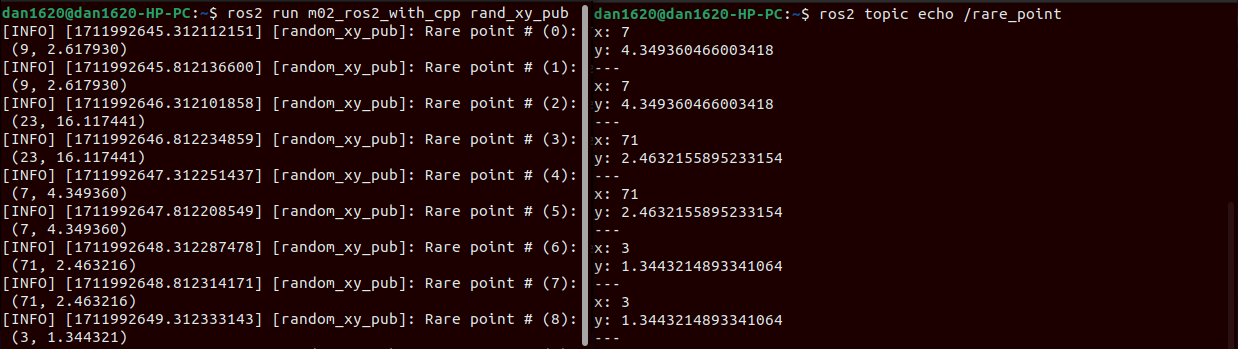 dan1620@dan1620-HP-PC:~$ ros2 run m02_ros2_with_cpp rand_xy_pub
[INFO] [1711992645.312112151] [random_xy_pub]: Rare point # (0):
 (9, 2.617930)
[INFO] [1711992645.812136600] [random_xy_pub]: Rare point # (1):
 (9, 2.617930)
[INFO] [1711992646.312101858] [random_xy_pub]: Rare point # (2):
 (23, 16.117441)
[INFO] [1711992646.812234859] [random_xy_pub]: Rare point # (3):
 (23, 16.117441)
[INFO] [1711992647.312251437] [random_xy_pub]: Rare point # (4):
 (7, 4.349360)
[INFO] [1711992647.812208549] [random_xy_pub]: Rare point # (5):
 (7, 4.349360)
[INFO] [1711992648.312287478] [random_xy_pub]: Rare point # (6):
 (71, 2.463216)
[INFO] [1711992648.812314171] [random_xy_pub]: Rare point # (7):
 (71, 2.463216)
[INFO] [1711992649.312333143] [random_xy_pub]: Rare point # (8):
 (3, 1.344321)
dan1620@dan1620-HP-PC:~$ ros2 topic echo /rare_point
x: 7
y: 4.349360466003418
---
x: 7
y: 4.349360466003418
---
x: 71
y: 2.4632155895233154
---
x: 71
y: 2.4632155895233154
---
x: 3
y: 1.3443214893341064
---
x: 3
y: 1.3443214893341064
---